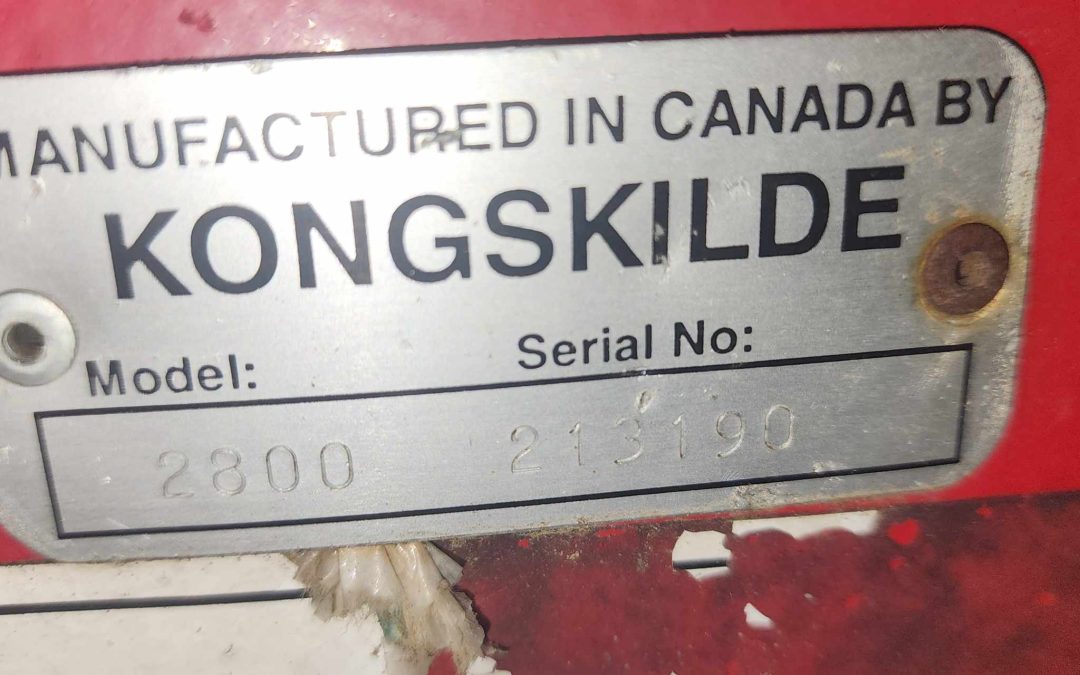 MANUFACTURED IN CANADA BY
KONGSKILDE
Model: Serial No:
2800 213190